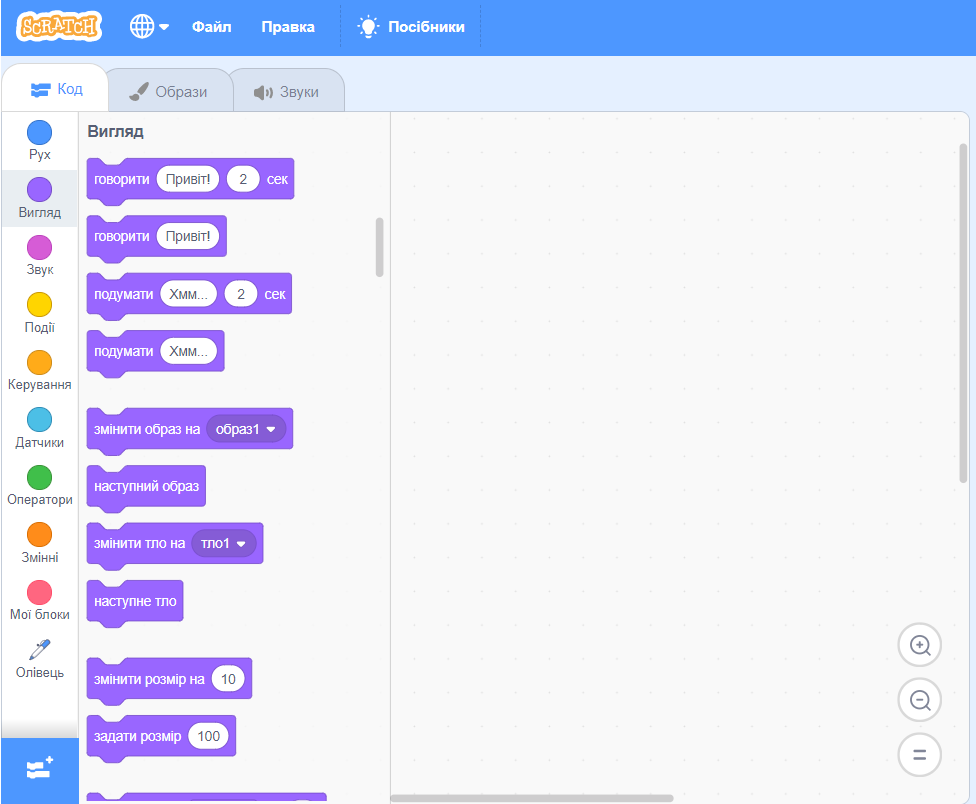 SCRATCH Файл Правка Посібники
Код Образи Звуки
Рух
Вигляд
Звук
Події
Керування
Датчики
Оператори
Змінні
Мої блоки
Олівець
Вигляд
говорити Привіт! 2 сек
говорити Привіт!
подумати Хмм... 2 сек
подумати Хмм...
змінити образ на образ1
наступний образ
змінити тло на тло1
наступне тло
змінити розмір на 10
задати розмір 100